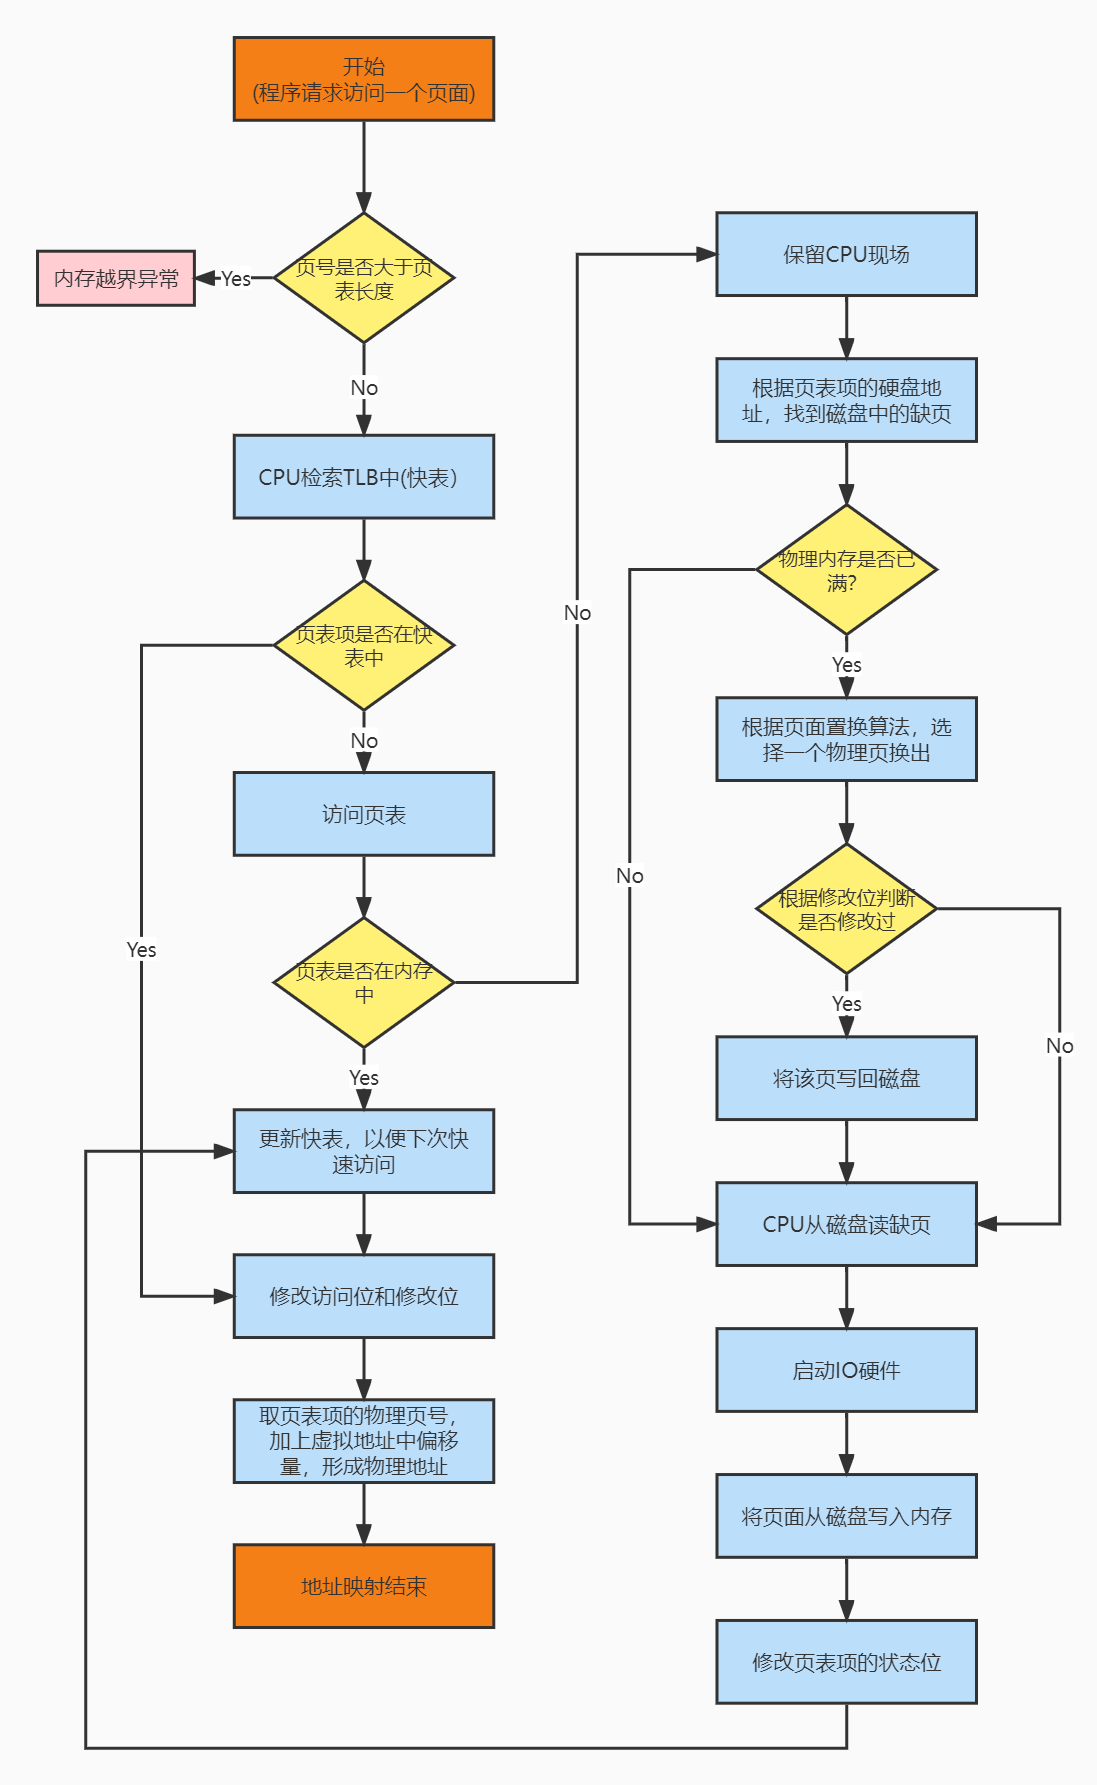 开始
(程序请求访问一个页面)
页号是否大于页
表长度
Yes
内存越界异常
No
CPU检索TLB中(快表）
页表项是否在快
表中
No
Yes
访问页表
页表是否在内存
中
No
Yes
更新快表，以便下次快
速访问
修改访问位和修改位
取页表项的物理页号，
加上虚拟地址中偏移
量，形成物理地址
地址映射结束
保留CPU现场
根据页表项的硬盘地
址，找到磁盘中的缺页
物理内存是否已
满?
No
Yes
根据页面置换算法，选
择一个物理页换出
根据修改位判断
是否修改过
Yes
No
将该页写回磁盘
CPU从磁盘读缺页
启动IO硬件
将页面从磁盘写入内存
修改页表项的状态位